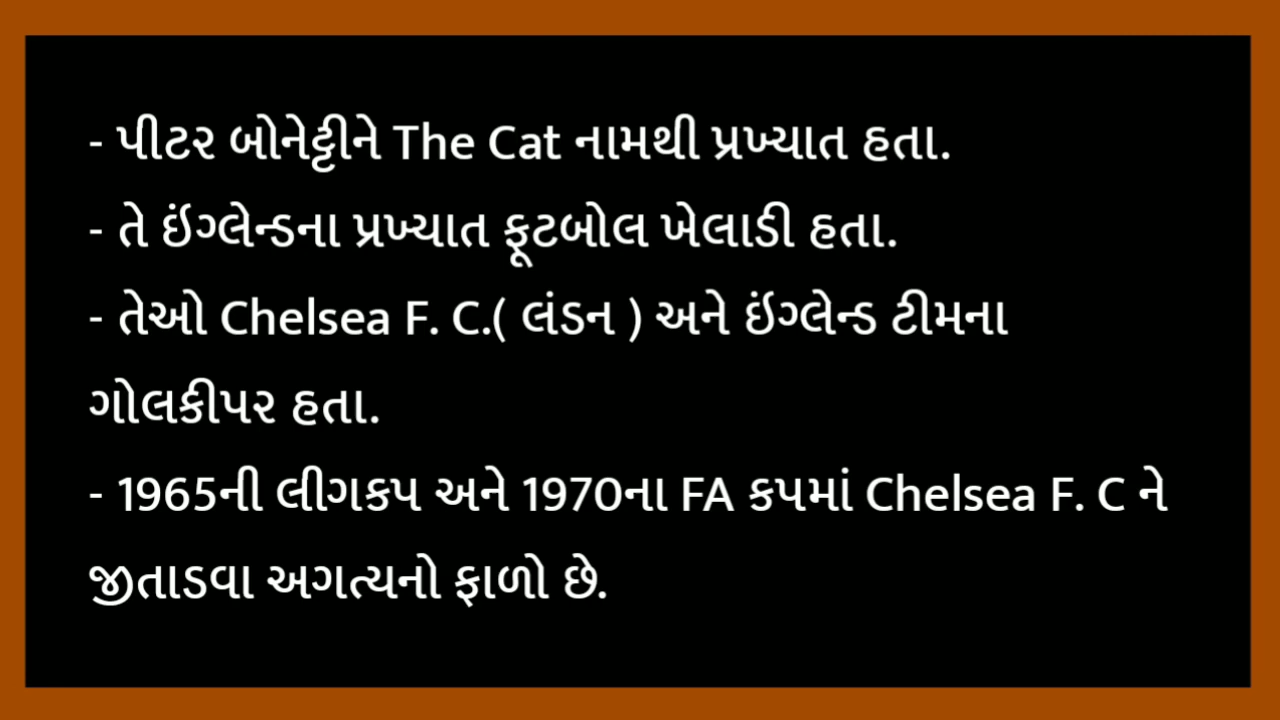 - પીટર બોનેટ્ટીને The Cat નામથી પ્રખ્યાત હતા.
- તે ઇંગ્લેન્ડના પ્રખ્યાત ફૂટબોલ ખેલાડી હતા.
- તેઓ Chelsea F. C.( લંડન ) અને ઇંગ્લેન્ડ ટીમના
ગોલકીપર હતા.
- 1965ની લીગકપ અને 1970ના FA કપમાં Chelsea F. C ને
જીતાડવા અગત્યનો ફાળો છે.